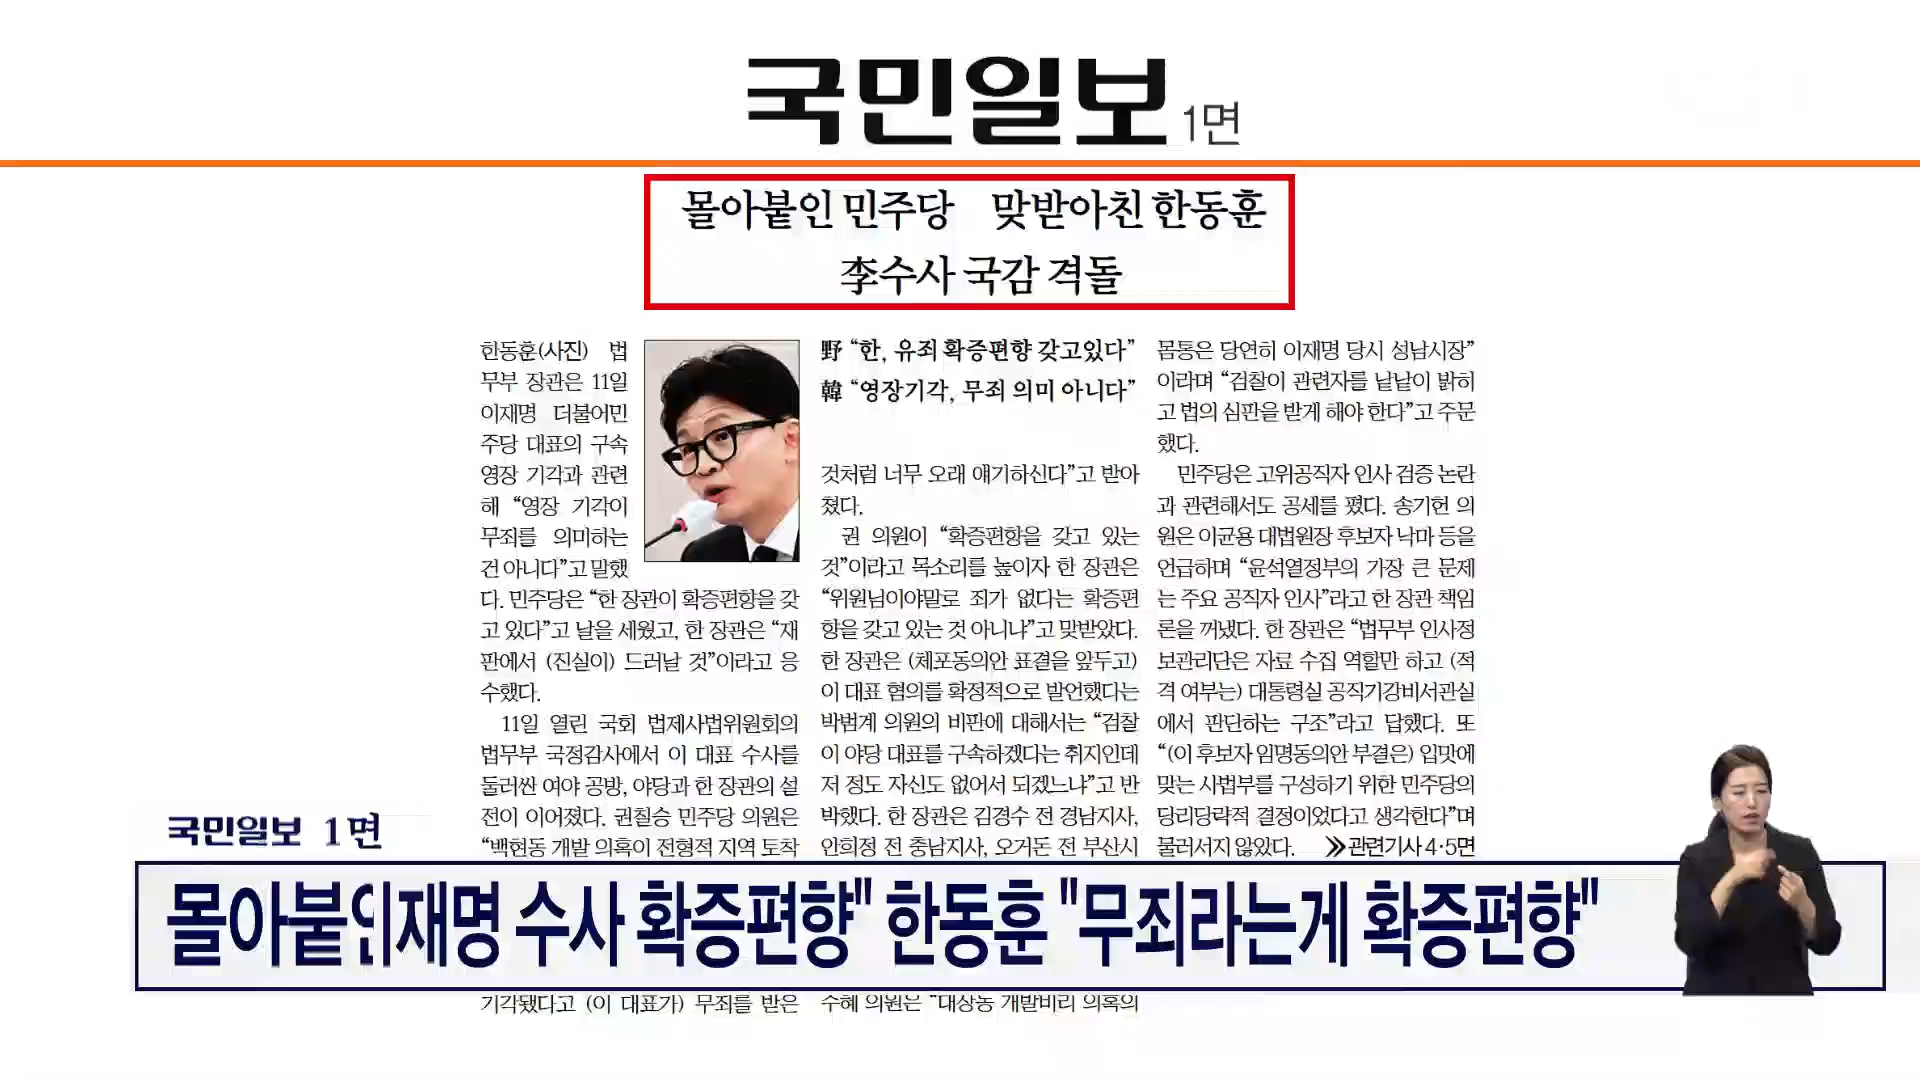 국민일보 1면
몰아붙인 민주당 맞받아친 한동훈
李수사 국감 격돌
한동훈(사진) 법
무부 장관은 11일
이재명 더불어민
주당 대표의 구속
영장 기각과 관련
해 “영장 기각이
무죄를 의미하는
건 아니다”고 말했
다. 민주당은 “한 장관이 확증편향을 갖
고 있다”고 날을 세웠고, 한 장관은 “재
판에서 (진실이) 드러날 것”이라고 응
수했다.
11일 열린 국회 법제사법위원회의
법무부 국정감사에서 이 대표 수사를
둘러싼 여야 공방, 야당과 한 장관의 설
전이 이어졌다. 권칠승 민주당 의원은
“백현동 개발 의혹이 전형적 지역 토착
기각됐다고 (이 대표가) 무죄를 받은
野 “한, 유죄 확증편향 갖고있다”
韓 “영장기각, 무죄 의미 아니다”
것처럼 너무 오래 얘기하신다”고 받아
쳤다.
권 의원이 “확증편향을 갖고 있는
것”이라고 목소리를 높이자 한 장관은
“위원님이야말로 죄가 없다는 확증편
향을 갖고 있는 것 아니냐”고 맞받았다.
한 장관은 (체포동의안 표결을 앞두고)
이 대표 혐의를 확정적으로 발언했다는
박범계 의원의 비판에 대해서는 “검찰
이 야당 대표를 구속하겠다는 취지인데
저 정도 자신도 없어서 되겠느냐”고 반
박했다. 한 장관은 김경수 전 경남지사,
안희정 전 충남지사, 오거돈 전 부산시
수혜 의원은 “대장동 개발비리 의혹의
몸통은 당연히 이재명 당시 성남시장”
이라며 “검찰이 관련자를 낱낱이 밝히
고 법의 심판을 받게 해야 한다”고 주문
했다.
민주당은 고위공직자 인사 검증 논란
과 관련해서도 공세를 폈다. 송기헌 의
원은 이균용 대법원장 후보자 낙마 등을
언급하며 “윤석열정부의 가장 큰 문제
는 주요 공직자 인사”라고 한 장관 책임
론을 꺼냈다. 한 장관은 “법무부 인사정
보관리단은 자료 수집 역할만 하고 (적
격 여부는) 대통령실 공직기강비서관실
에서 판단하는 구조”라고 답했다. 또
“(이 후보자 임명동의안 부결은) 입맛에
맞는 사법부를 구성하기 위한 민주당의
당리당략적 결정이었다고 생각한다”며
물러서지 않았다. ≫관련기사 4·5면
국민일보 1면
몰아붙인재명 수사 확증편향" 한동훈 "무죄라는게 확증편향"